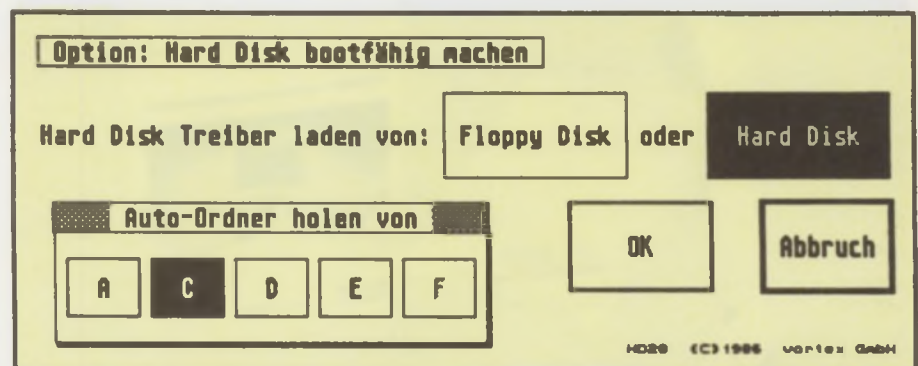 Option: Hard Disk bootfähig machen
Hard Disk Treiber laden von: Floppy Disk oder Hard Disk
Auto-Ordner holen von
OK Abbruch
A C D E F
HD20 (C) 1986 vortex GmbH